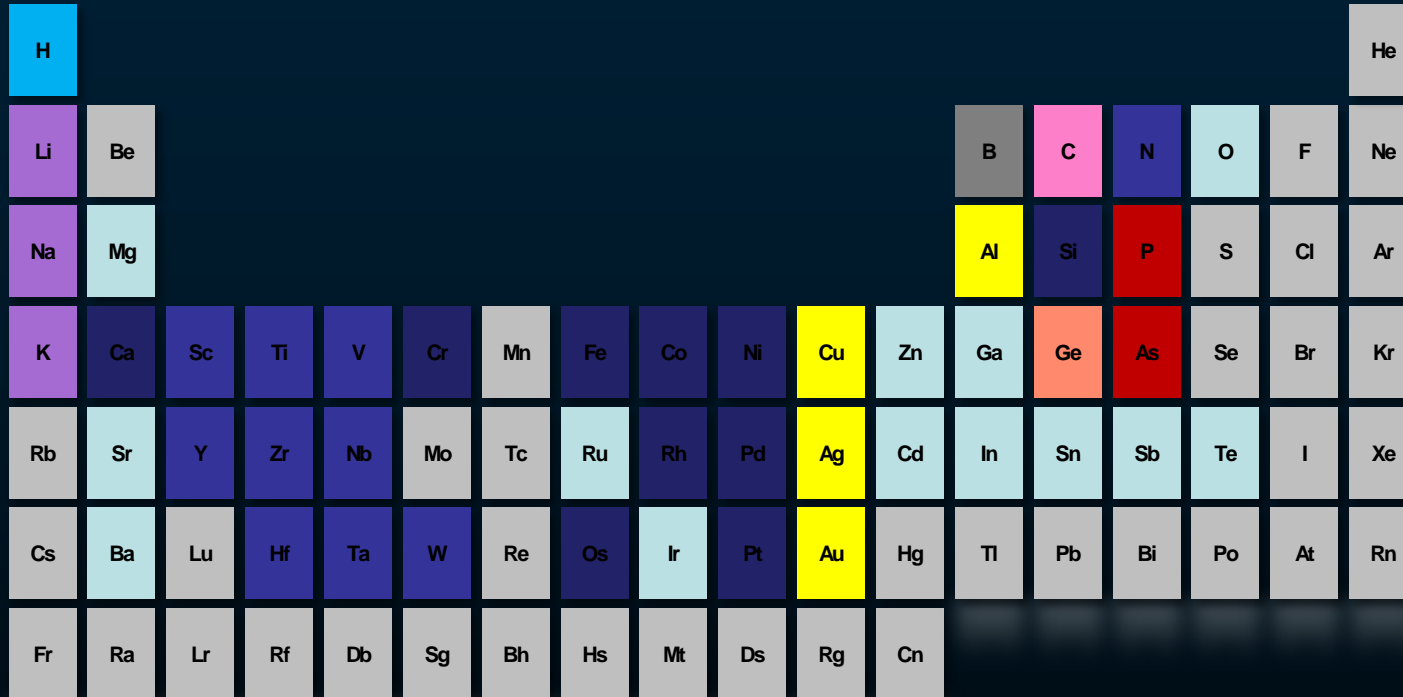 H He
Li Be B C N O F Ne
Na Mg Al Si P S Cl Ar
K Ca Sc Ti V Cr Mn Fe Co Ni Cu Zn Ga Ge As Se Br Kr
Rb Sr Y Zr Nb Mo Tc Ru Rh Pd Ag Cd In Sn Sb Te I Xe
Cs Ba Lu Hf Ta W Re Os Ir Pt Au Hg Tl Pb Bi Po At Rn
Fr Ra Lr Rf Db Sg Bh Hs Mt Ds Rg Cn